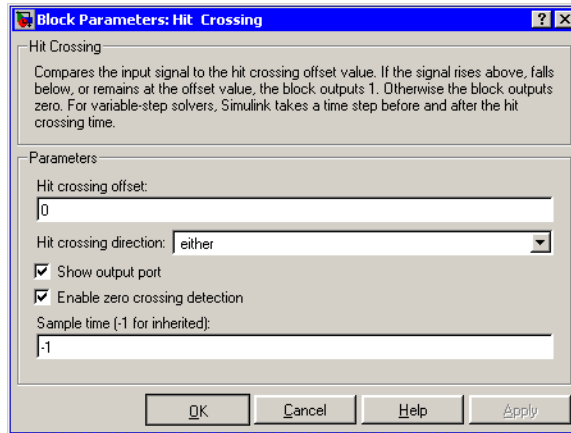 Block Parameters: Hit Crossing
Hit Crossing
Compares the input signal to the hit crossing offset value. If the signal rises above, falls
below, or remains at the offset value, the block outputs 1. Otherwise the block outputs
zero. For variable-step solvers, Simulink takes a time step before and after the hit
crossing time.
Parameters
Hit crossing offset:
0
Hit crossing direction: either
Show output port
Enable zero crossing detection
Sample time (-1 for inherited):
-1
OK Cancel Help Apply